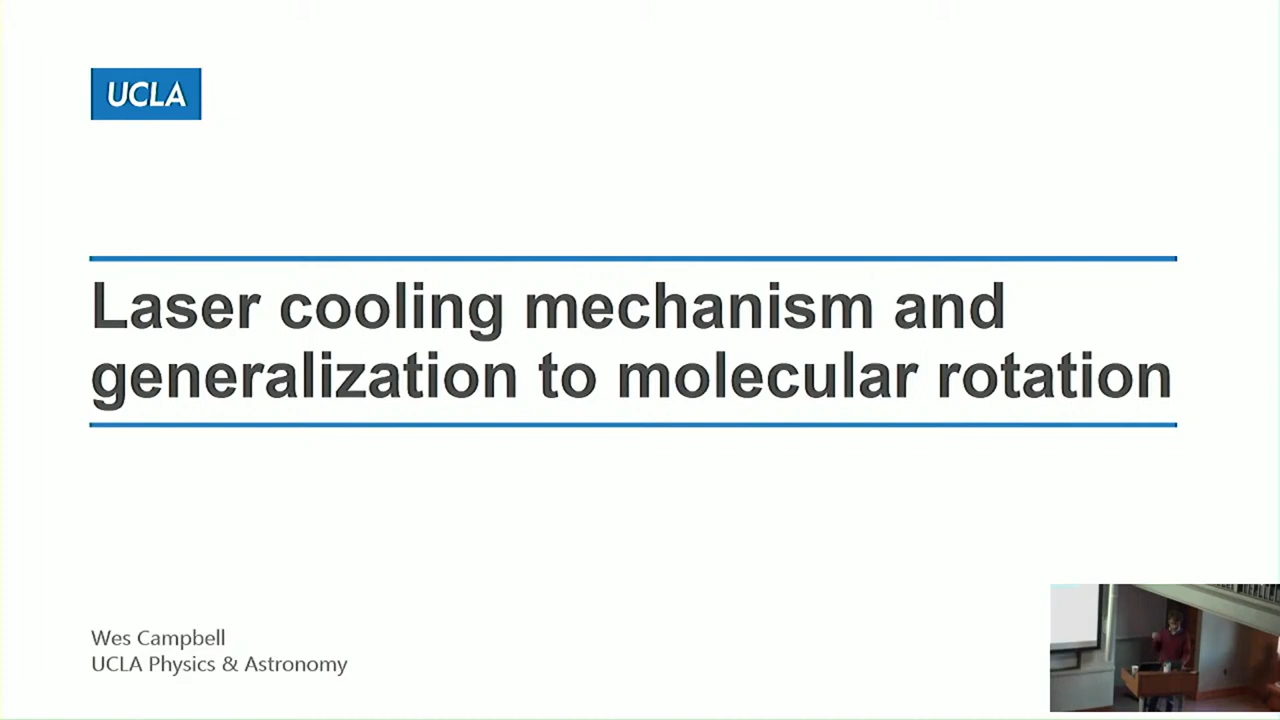 UCLA
Laser cooling mechanism and
generalization to molecular rotation
Wes Campbell
UCLA Physics & Astronomy